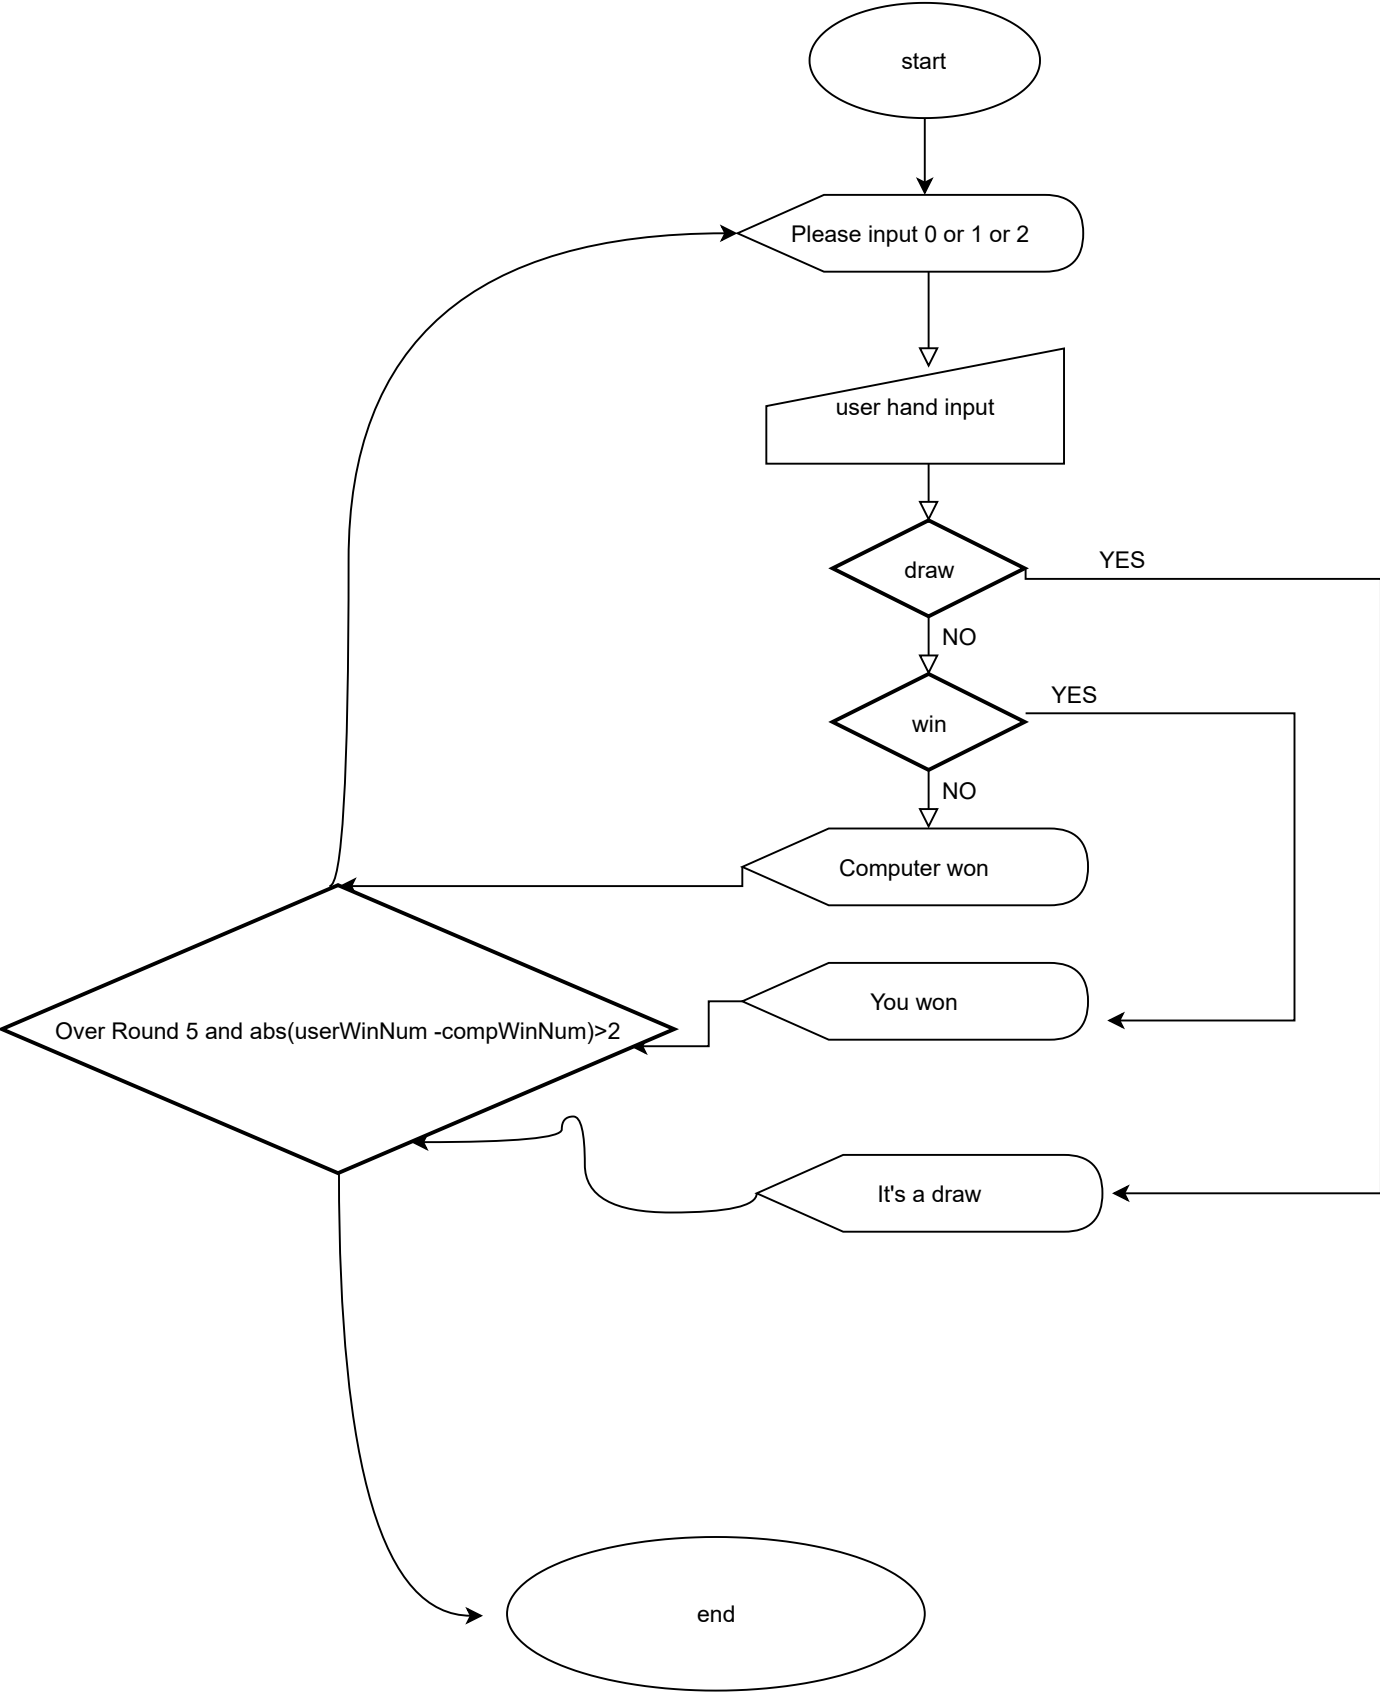 start
Please input 0 or 1 or 2
user hand input
draw
YES
NO
win
YES
NO
Computer won
You won
Over Round 5 and abs(userWinNum -compWinNum)>2
It's a draw
end